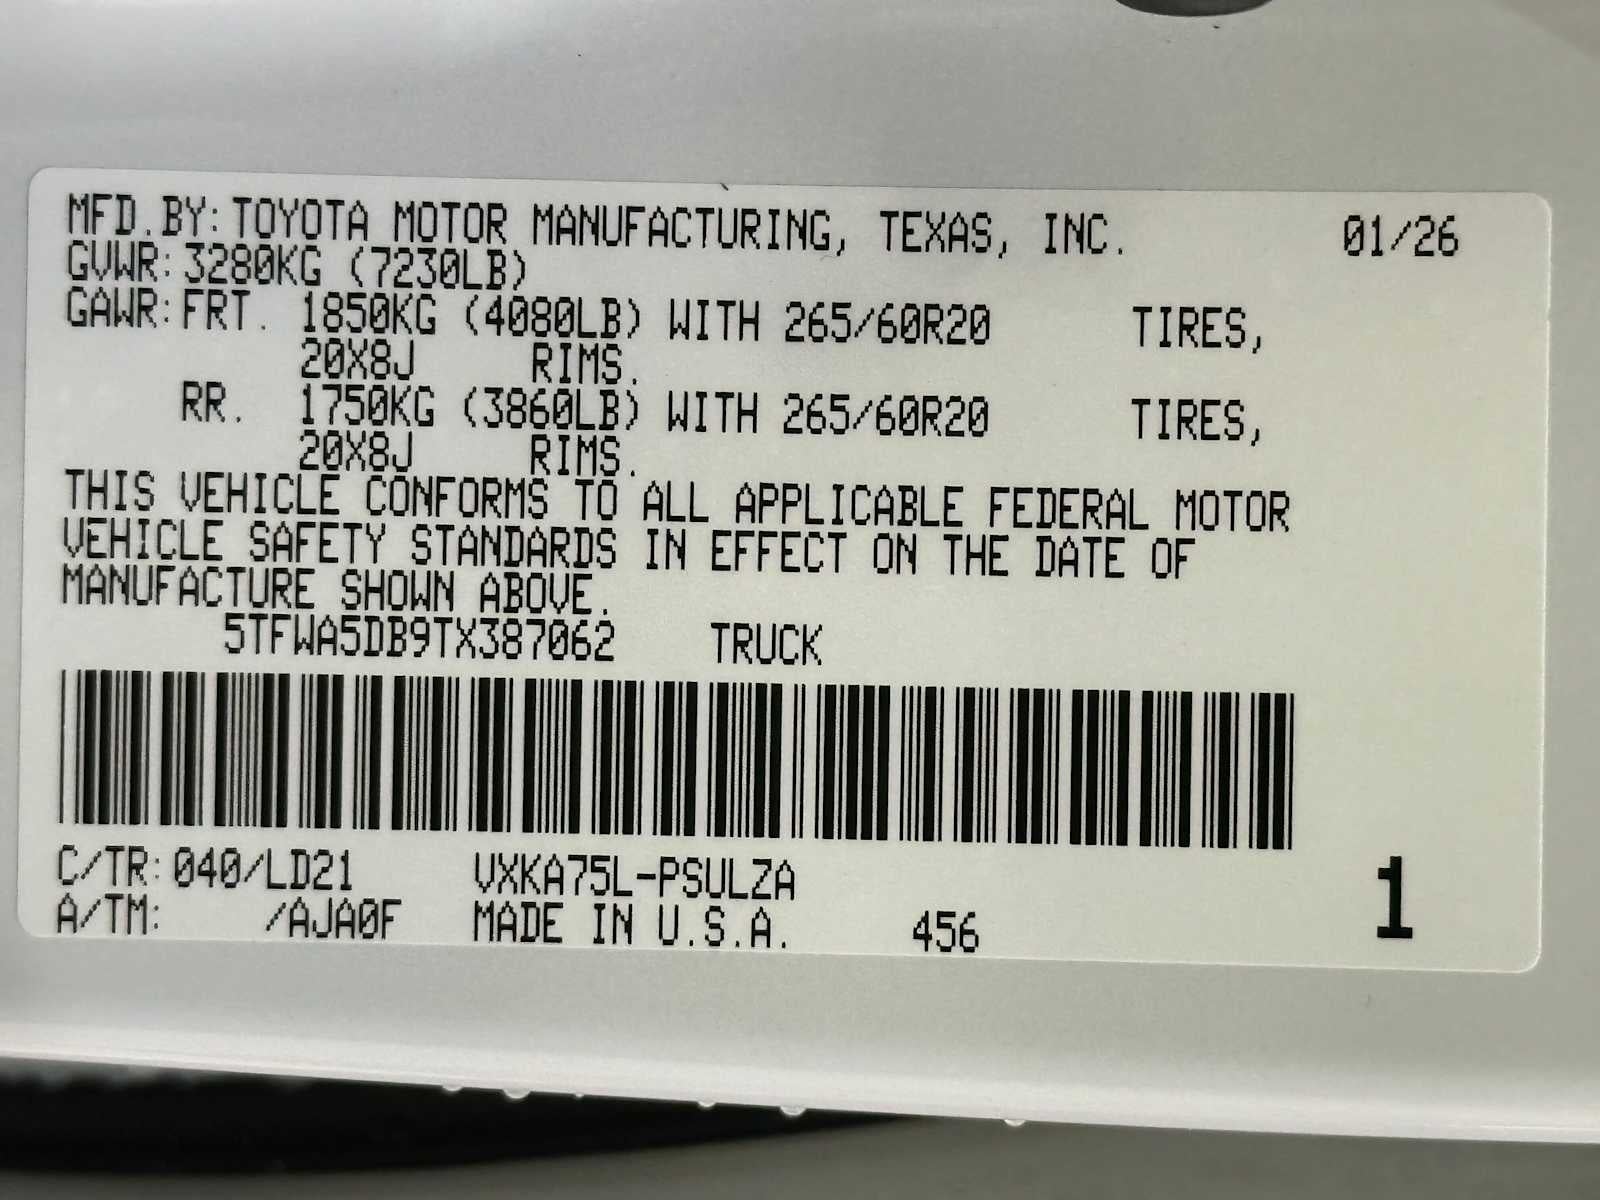 MFD.BY:TOYOTA MOTOR MANUFACTURING, TEXAS, INC. 01/26
GVWR:3280KG (7230LB)
GAWR:FRT. 1850KG (4080LB) WITH 265/60R20 TIRES,
20X8J RIMS.
RR. 1750KG (3860LB) WITH 265/60R20 TIRES,
20X8J RIMS.
THIS VEHICLE CONFORMS TO ALL APPLICABLE FEDERAL MOTOR
VEHICLE SAFETY STANDARDS IN EFFECT ON THE DATE OF
MANUFACTURE SHOWN ABOVE.
5TFWA5DB9TX387062 TRUCK
C/TR:040/LD21 VXKA75L-PSULZA 1
A/TM: /AJA0F MADE IN U.S.A. 456